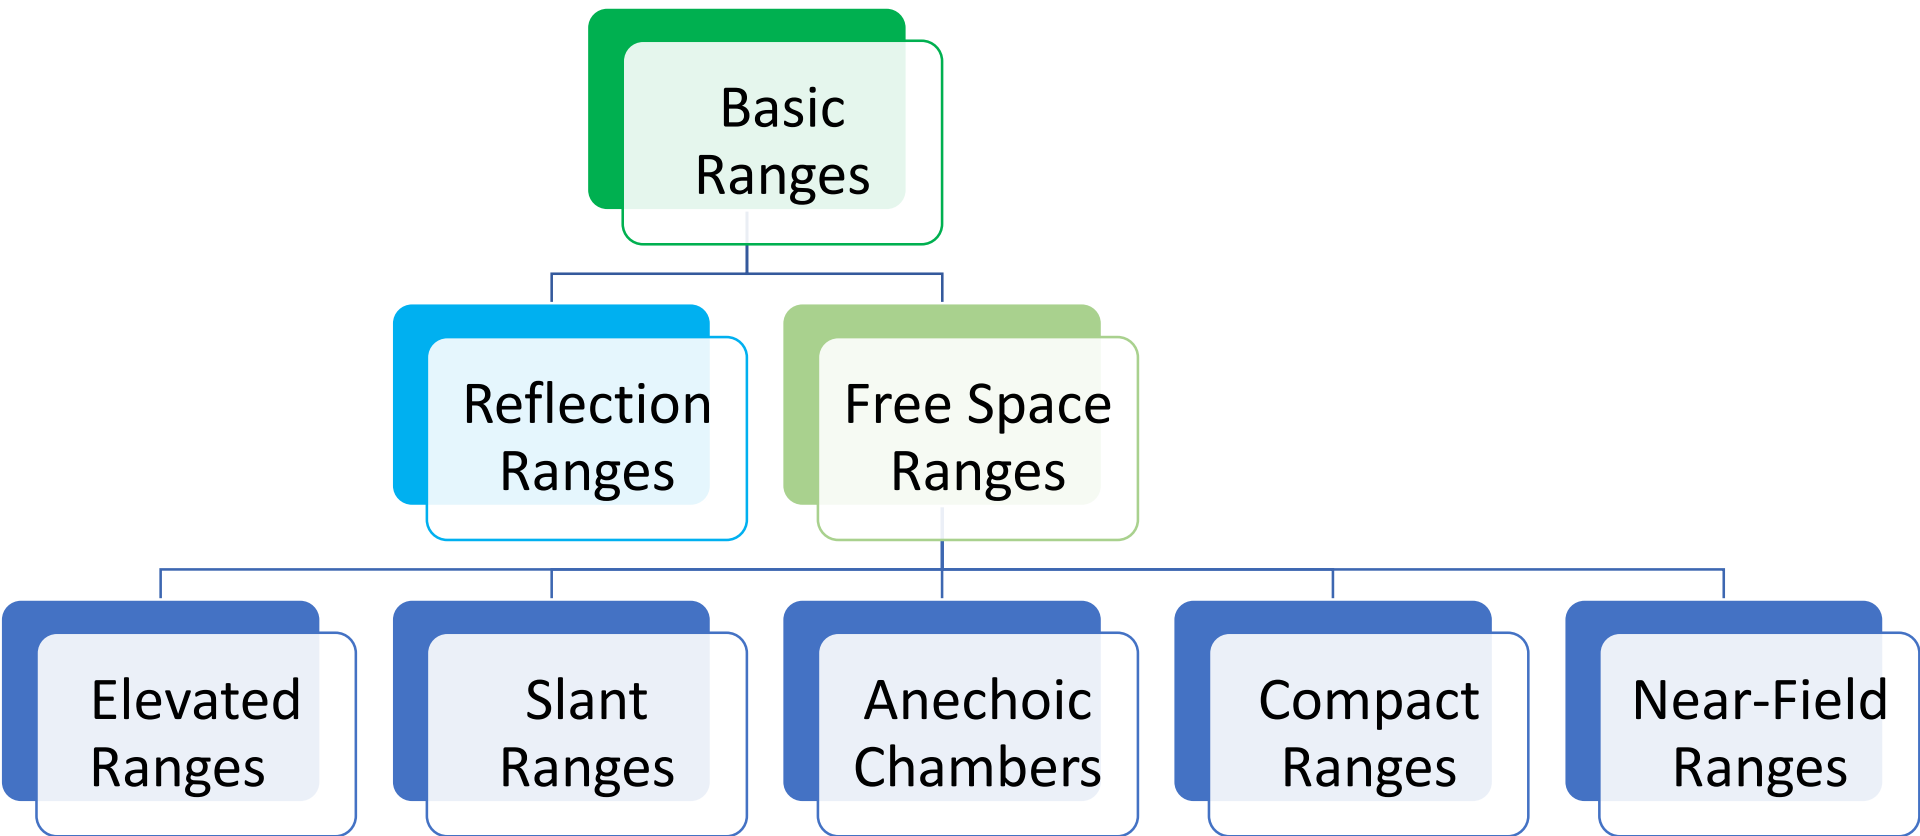 Basic
Ranges
Reflection
Ranges
Free Space
Ranges
Elevated
Ranges
Slant
Ranges
Anechoic
Chambers
Compact
Ranges
Near-Field
Ranges